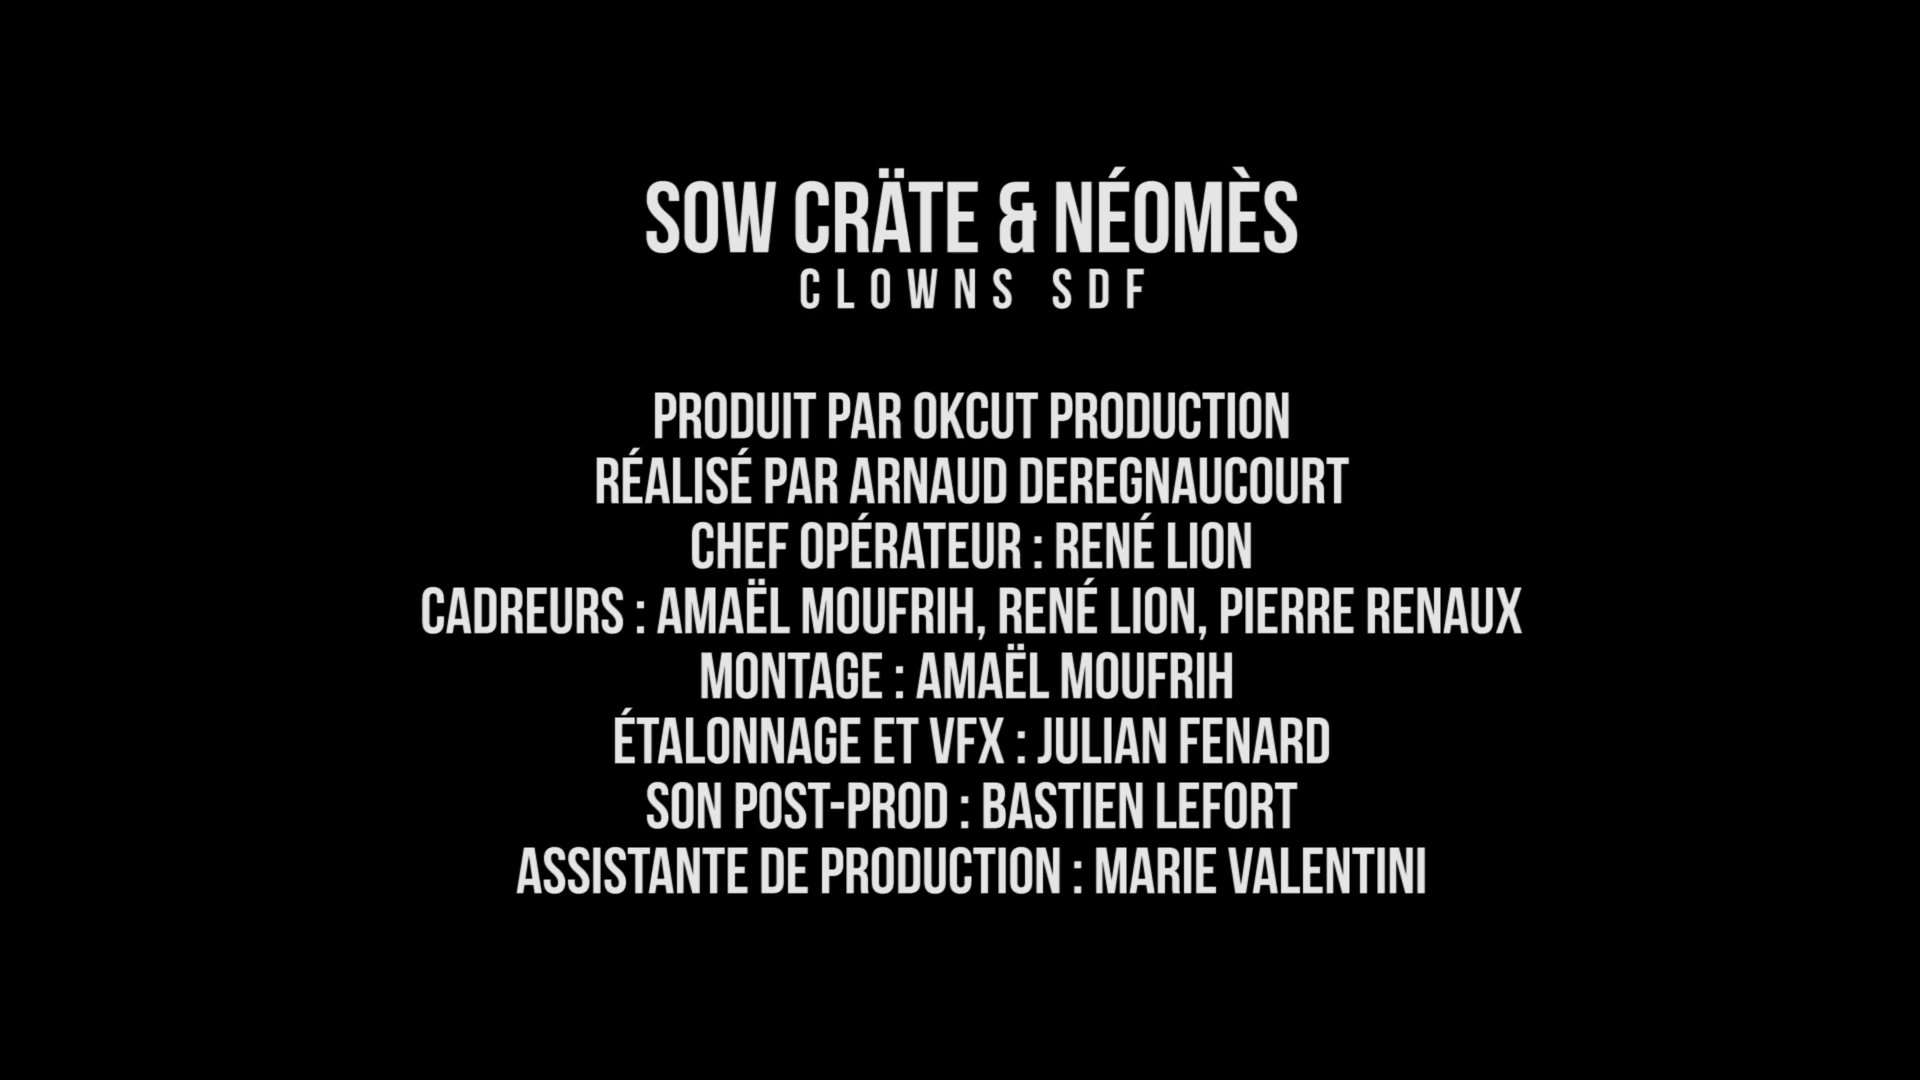 SOW CRÄTE & NÉOMÈS
CLOWNS SDF
PRODUIT PAR OKCUT PRODUCTION
RÉALISÉ PAR ARNAUD DEREGNAUCOURT
CHEF OPÉRATEUR : RENÉ LION
CADREURS : AMAËL MOUFRIH, RENÉ LION, PIERRE RENAUX
MONTAGE : AMAËL MOUFRIH
ÉTALONNAGE ET VFX : JULIAN FENARD
SON POST-PROD : BASTIEN LEFORT
ASSISTANTE DE PRODUCTION : MARIE VALENTINI